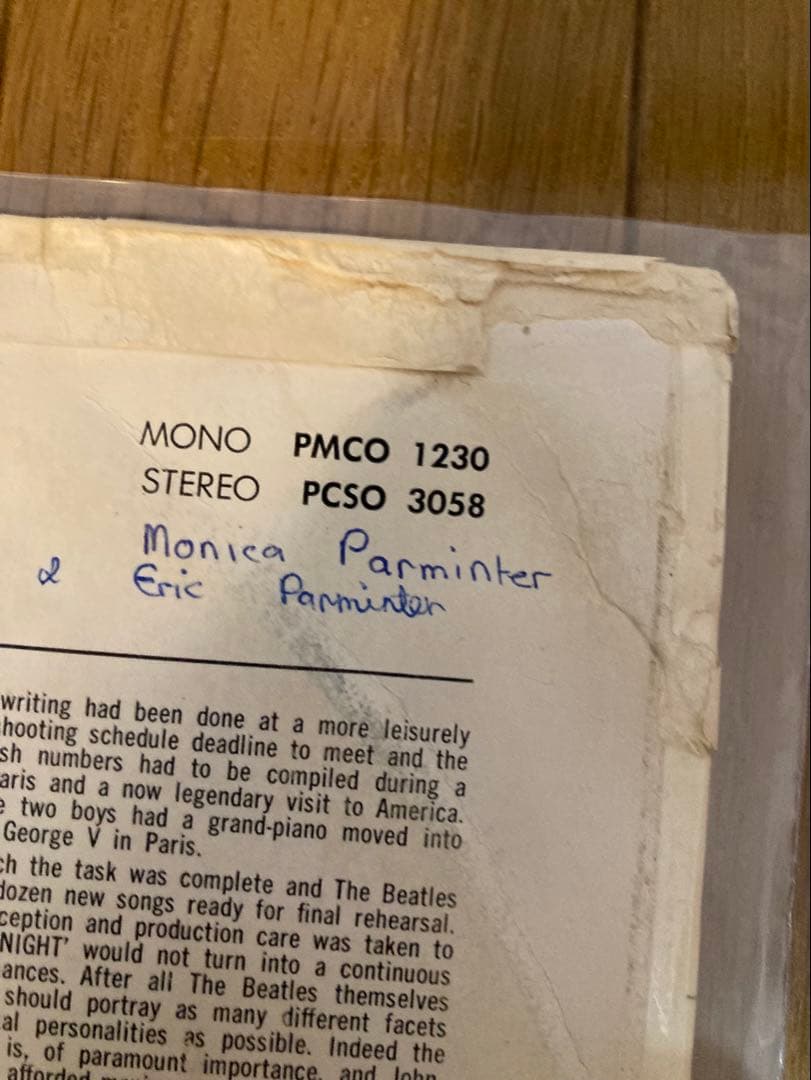 MONO PMCO 1230
STEREO PCSO 3058
Monica Parminter
& Eric Parminter
writing had been done at a more leisurely
hooting schedule deadline to meet and the
sh numbers had to be compiled during a
aris and a now legendary visit to America.
e two boys had a grand-piano moved into
George V in Paris.
ch the task was complete and The Beatles
dozen new songs ready for final rehearsal.
ception and production care was taken to
NIGHT' would not turn into a continuous
ances. After all The Beatles themselves
should portray as many different facets
al personalities as possible. Indeed the
is, of paramount importance, and John
afforded